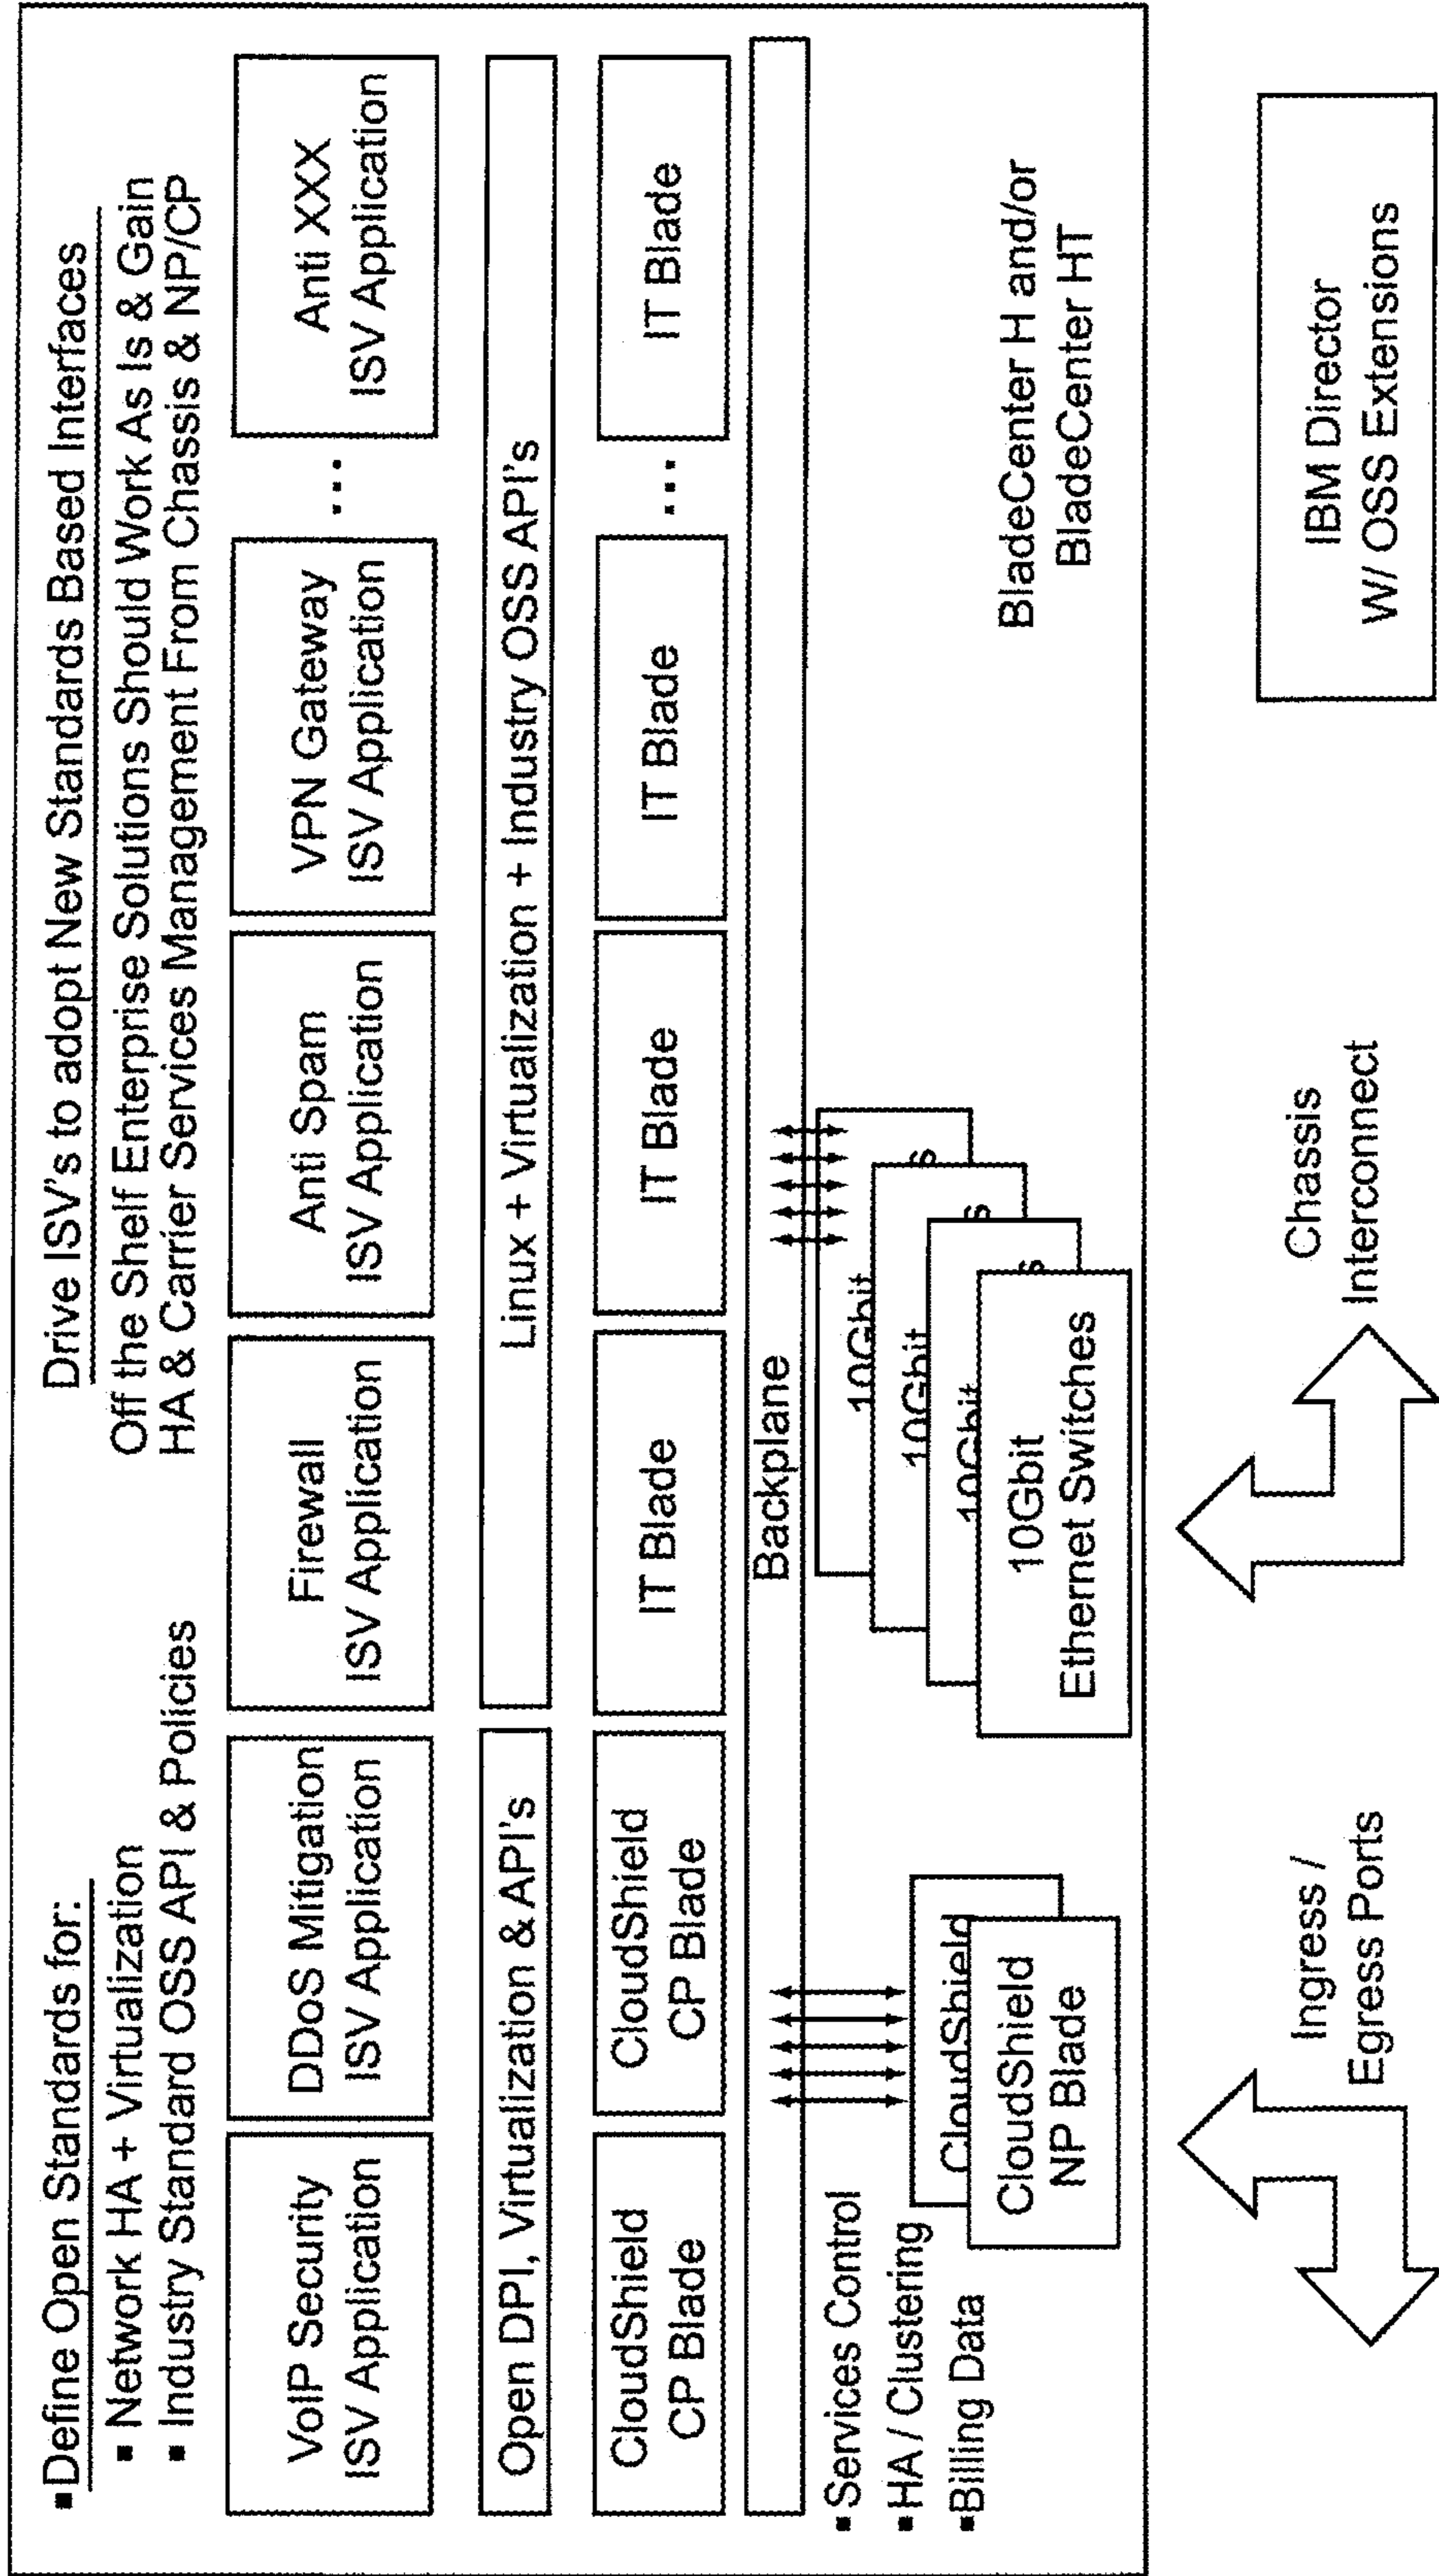 ▪Define Open Standards for:
▪ Network HA + Virtualization
▪ Industry Standard OSS API & Policies
Drive ISV's to adopt New Standards Based Interfaces
Off the Shelf Enterprise Solutions Should Work As Is & Gain
HA & Carrier Services Management From Chassis & NP/CP
VoIP Security
ISV Application
DDoS Mitigation
ISV Application
Firewall
ISV Application
Anti Spam
ISV Application
VPN Gateway
ISV Application
...
Anti XXX
ISV Application
Open DPI, Virtualization & API's
Linux + Virtualization + Industry OSS API's
CloudShield
CP Blade
CloudShield
CP Blade
IT Blade
IT Blade
IT Blade
...
IT Blade
Backplane
▪Services Control
▪HA / Clustering
▪Billing Data
CloudShield
CloudShield
NP Blade
10Gbit
s
10Gbit
s
10Gbit
s
10Gbit
Ethernet Switches
BladeCenter H and/or
BladeCenter HT
Ingress /
Egress Ports
Chassis
Interconnect
IBM Director
W/ OSS Extensions